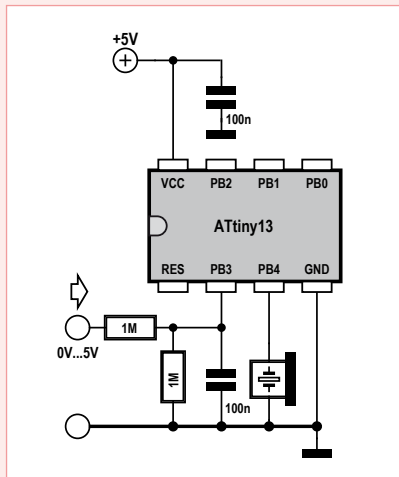 +5V
100n
VCC PB2 PB1 PB0
ATtiny13
RES PB3 PB4 GND
1M
0V...5V
1M
100n